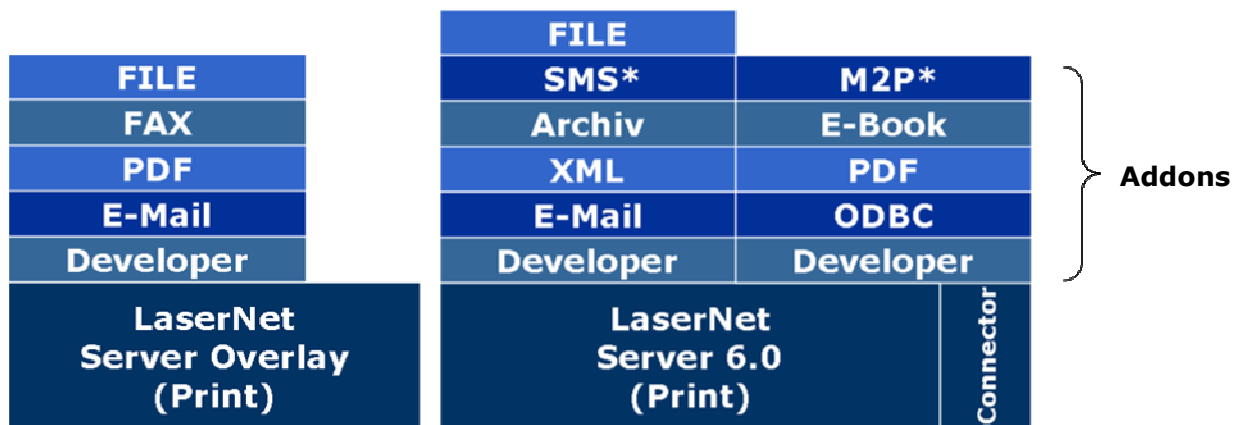 FILE
FAX
PDF
E-Mail
Developer
LaserNet
Server Overlay
(Print)
FILE
SMS* M2P*
Archiv E-Book
XML PDF
E-Mail ODBC
Developer Developer
LaserNet
Server 6.0
(Print)
Connector
Addons